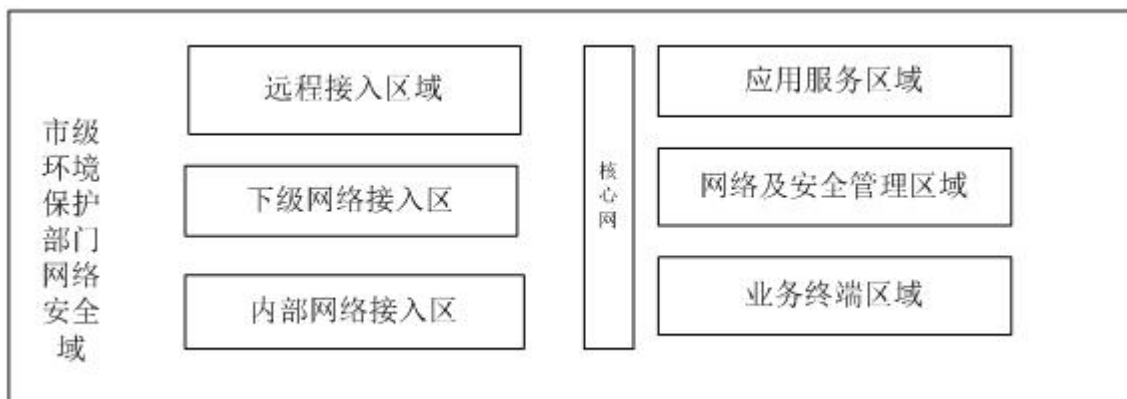 市级
环境
保护
部门
网络
安全
域
远程接入区域
下级网络接入区
内部网络接入区
核
心
网
应用服务区域
网络及安全管理区域
业务终端区域